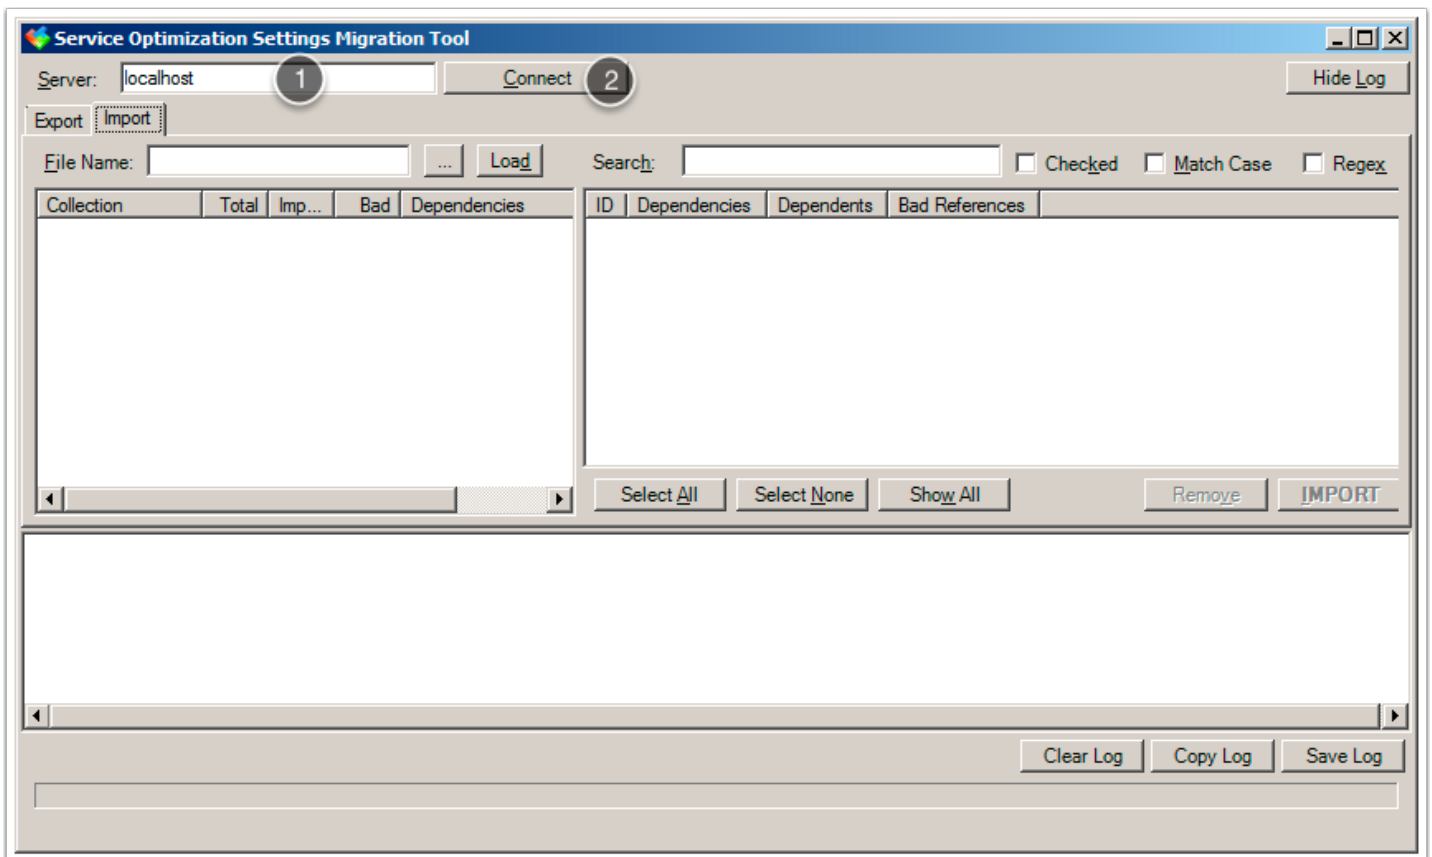 Service Optimization Settings Migration Tool
Server: localhost 1 Connect 2 Hide Log
Export Import
File Name: ... Load Search: Checked Match Case Regex
Collection Total Imp... Bad Dependencies ID Dependencies Dependents Bad References
Select All Select None Show All Remove IMPORT
Clear Log Copy Log Save Log